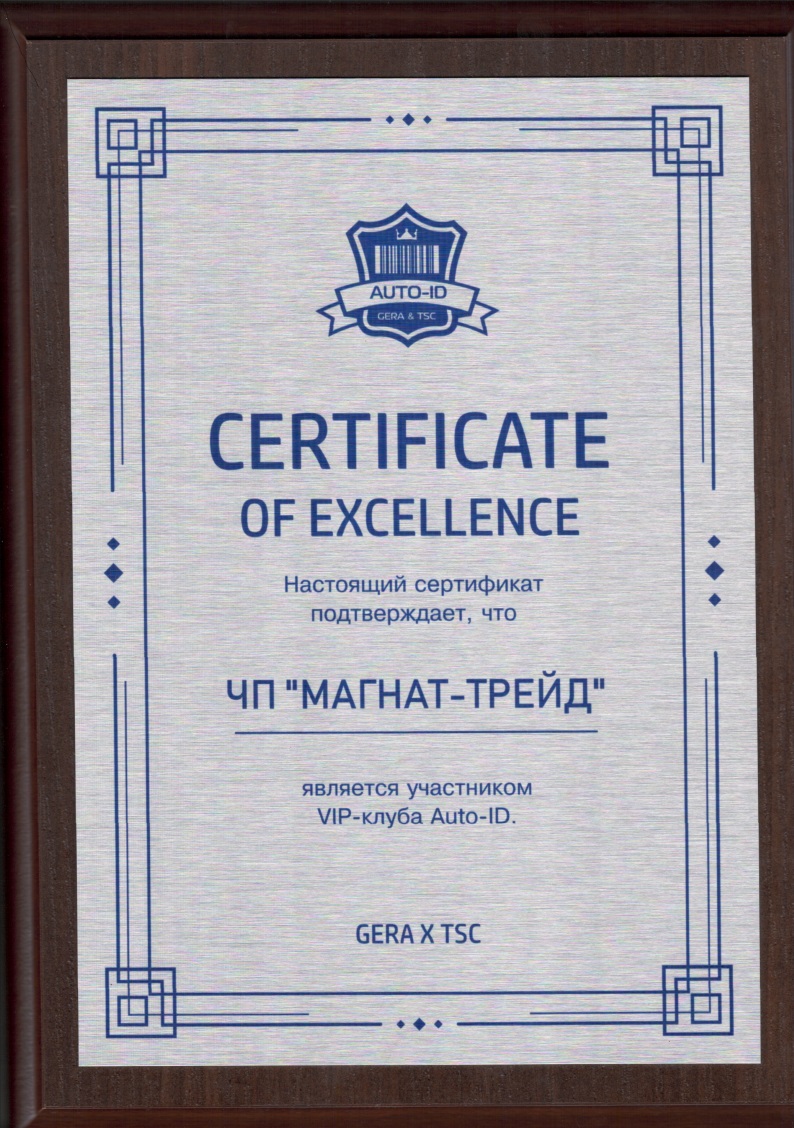 AUTO-ID
GERA & TSC
CERTIFICATE
OF EXCELLENCE
Настоящий сертификат
подтверждает, что
ЧП "МАГНАТ-ТРЕЙД"
является участником
VIP-клуба Auto-ID.
GERA X TSC